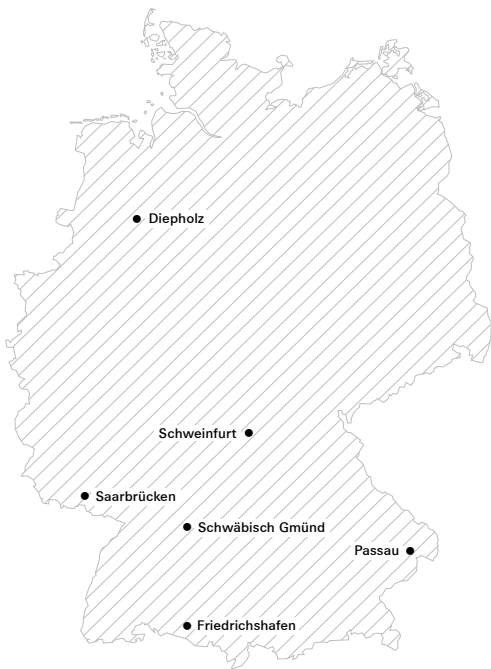 Diepholz
Schweinfurt
Saarbrücken
Schwäbisch Gmünd
Passau
Friedrichshafen